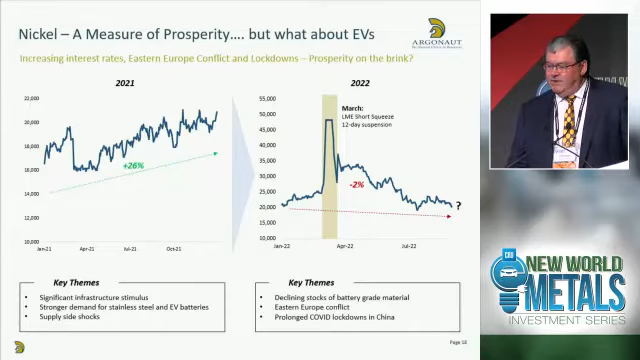 Nickel – A Measure of Prosperity…. but what about EVs
ARGONAUT
Increasing interest rates, Eastern Europe Conflict and Lockdowns – Prosperity on the brink?
2021
22,000
20,000
18,000
16,000
14,000
12,000
10,000
+26%
Jan-21
Apr-21
Jul-21
Oct-21
2022
55,000
50,000
45,000
40,000
35,000
30,000
25,000
20,000
15,000
10,000
March:
LME Short Squeeze
12-day suspension
-2%
?
Jan-22
Apr-22
Jul-22
Key Themes
Significant infrastructure stimulus
Stronger demand for stainless steel and EV batteries
Supply side shocks
Key Themes
Declining stocks of battery grade material
Eastern Europe conflict
Prolonged COVID lockdowns in China
Page 18
NEW WORLD
METALS
INVESTMENT SERIES